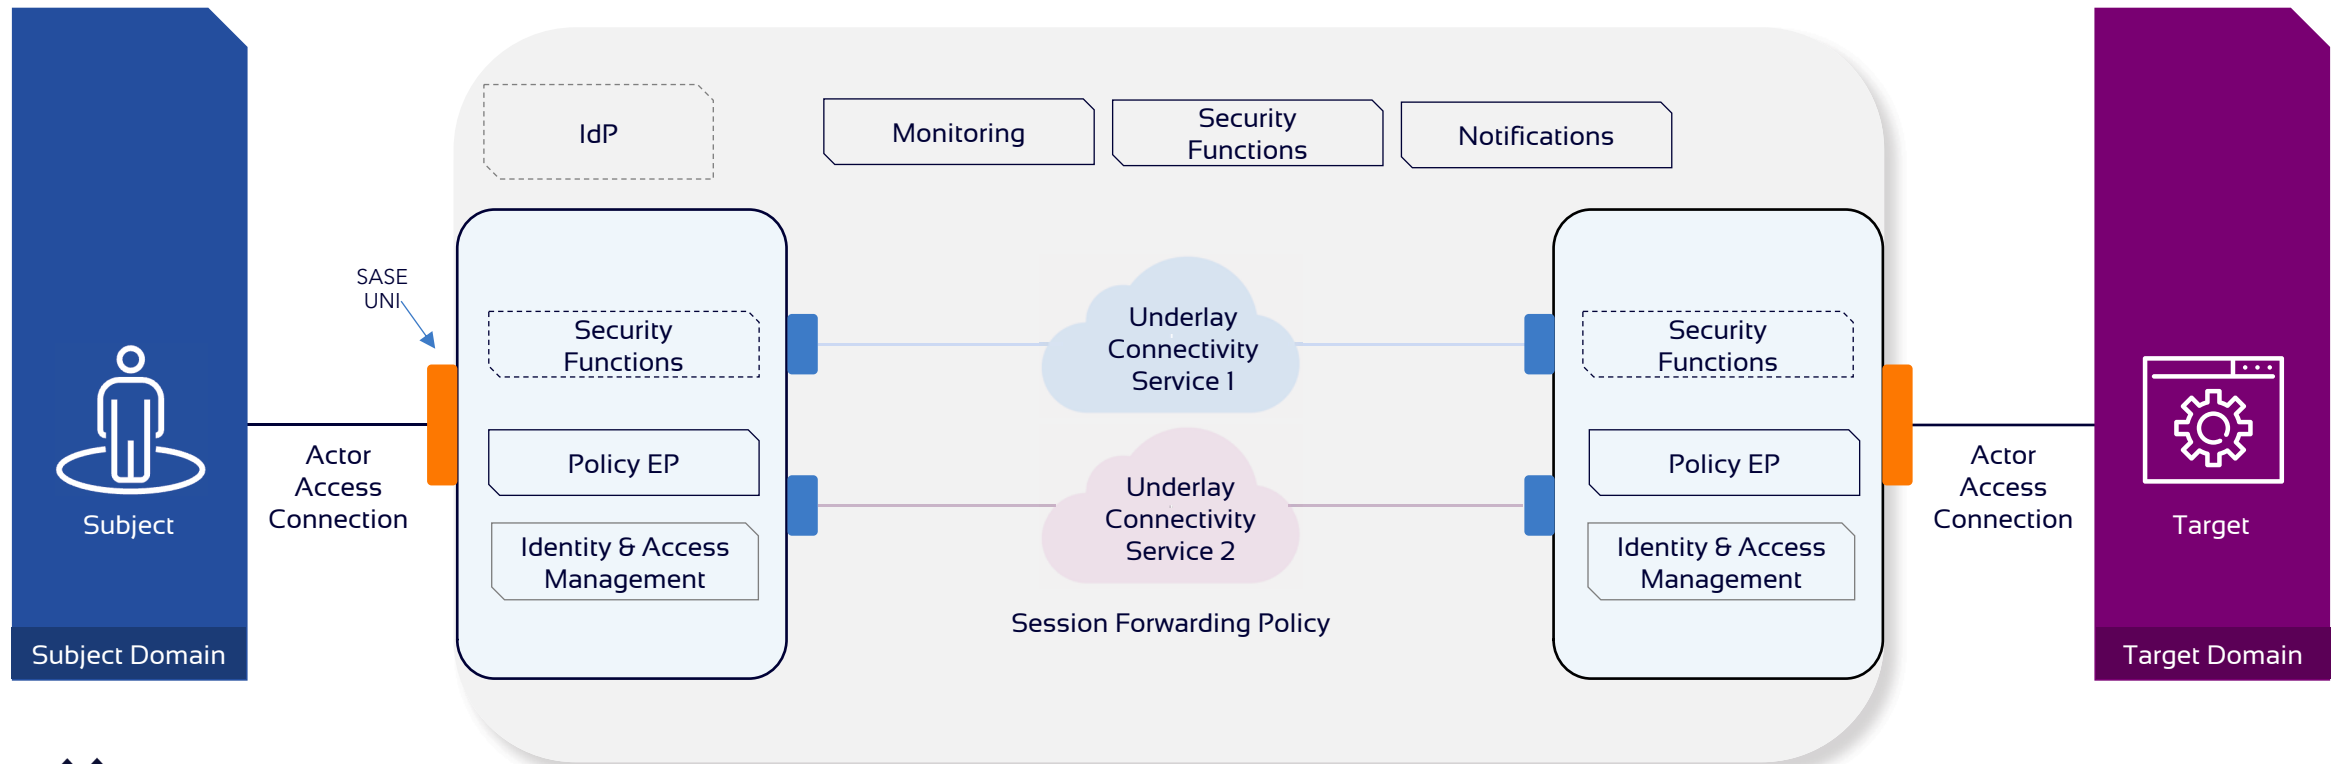 IdP
Monitoring
Security
Functions
Notifications
SASE
UNI
Security
Functions
Policy EP
Identity & Access
Management
Underlay
Connectivity
Service 1
Underlay
Connectivity
Service 2
Session Forwarding Policy
Security
Functions
Policy EP
Identity & Access
Management
Actor
Access
Connection
Subject
Subject Domain
Actor
Access
Connection
Target
Target Domain